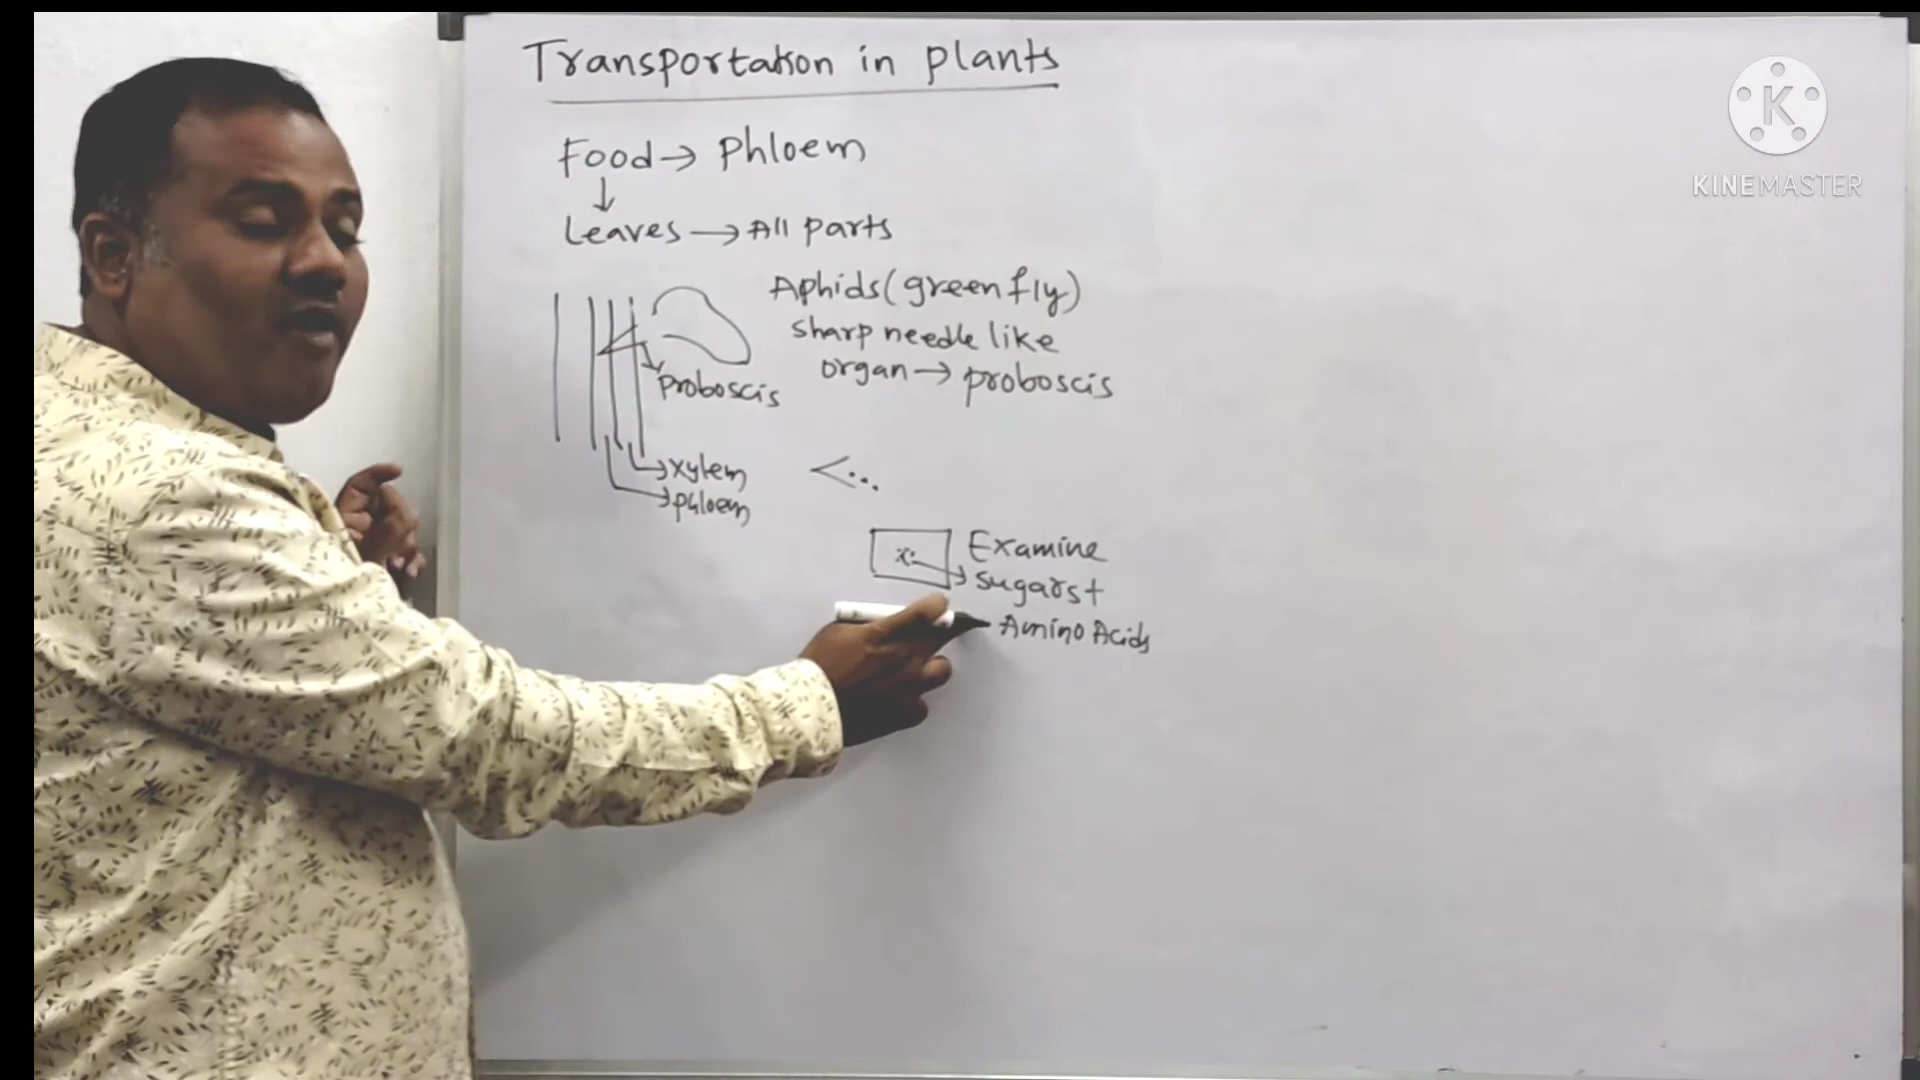 Transportation in plants
Food → Phloem
↓
Leaves → All parts
Aphids (green fly)
sharp needle like
organ → proboscis
Proboscis
xylem
Phloem
Examine
sugars +
Amino Acids
K
KINEMASTER